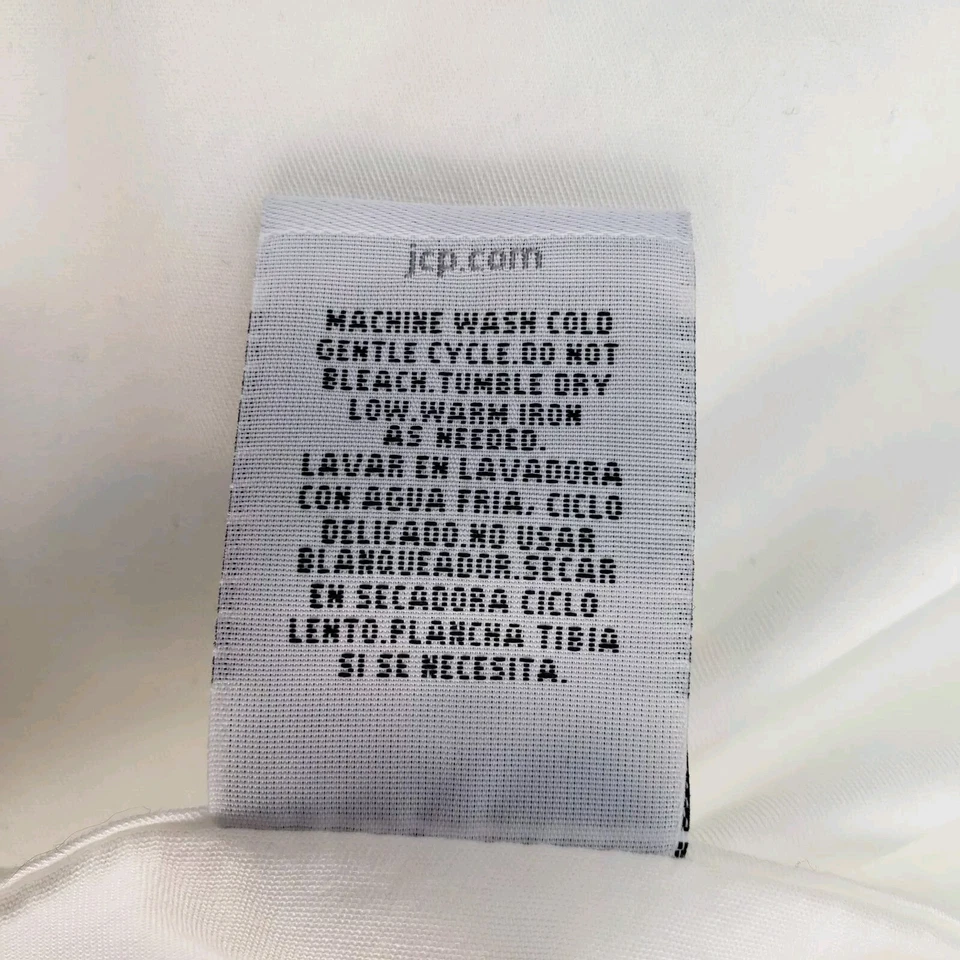 jcp.com
MACHINE WASH COLD
GENTLE CYCLE.DO NOT
BLEACH.TUMBLE DRY
LOW.WARM IRON
AS NEEDED.
LAVAR EN LAVADORA
CON AGUA FRIA, CICLO
DELICADO.NO USAR
BLANQUEADOR.SECAR
EN SECADORA CICLO
LENTO.PLANCHA TIBIA
SI SE NECESITA.